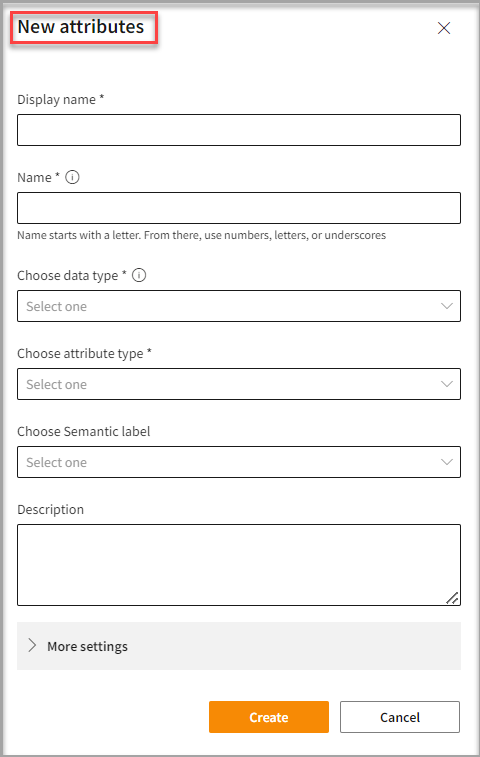 New attributes
Display name *
Name *
Name starts with a letter. From there, use numbers, letters, or underscores
Choose data type *
Select one
Choose attribute type *
Select one
Choose Semantic label
Select one
Description
More settings
Create
Cancel